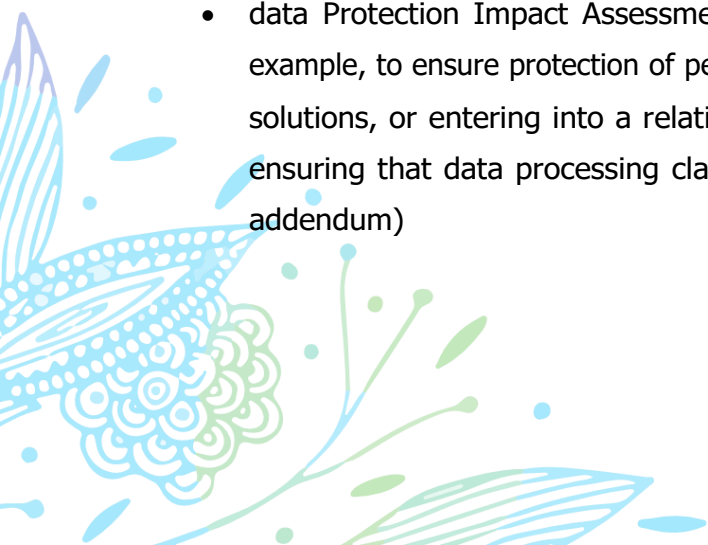 • data Protection Impact Assessme
example, to ensure protection of pe
solutions, or entering into a relati
ensuring that data processing cla
addendum)